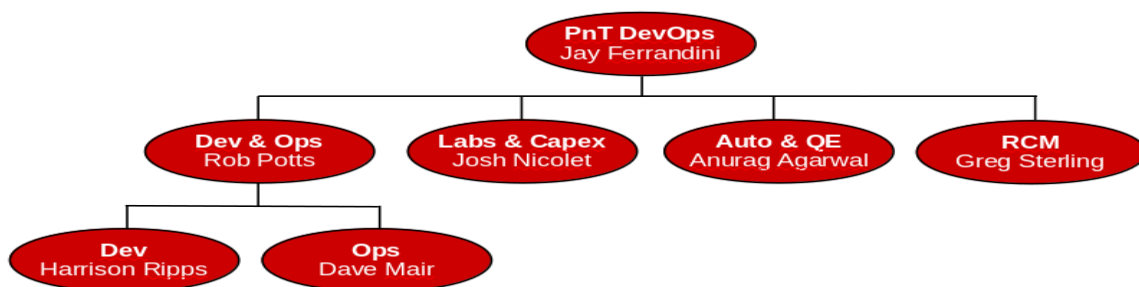 PnT DevOps
Jay Ferrandini
Dev & Ops
Rob Potts
Labs & Capex
Josh Nicolet
Auto & QE
Anurag Agarwal
RCM
Greg Sterling
Dev
Harrison Ripps
Ops
Dave Mair